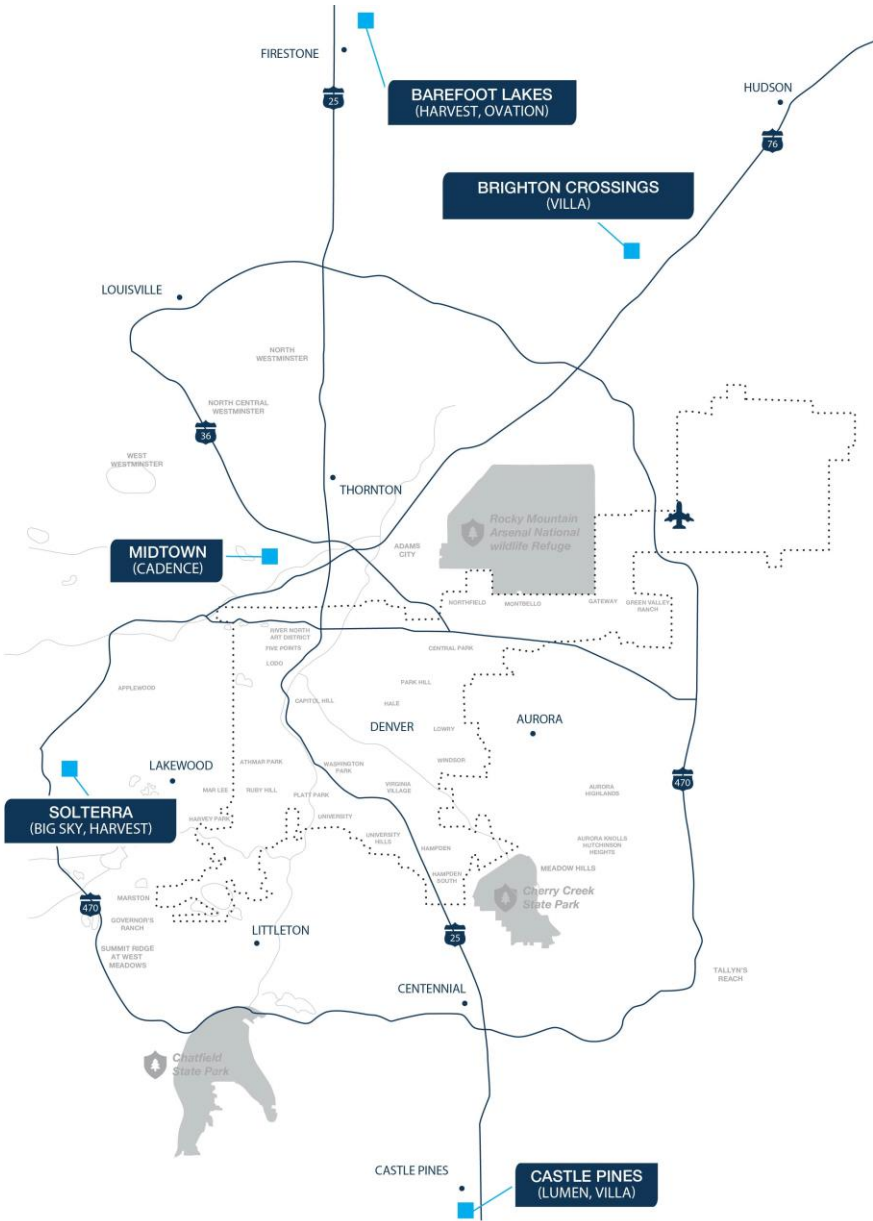 FIRESTONE
BAREFOOT LAKES
(HARVEST, OVATION)
25
HUDSON
76
BRIGHTON CROSSINGS
(VILLA)
LOUISVILLE
NORTH
WESTMINSTER
NORTH CENTRAL
WESTMINSTER
36
WEST
WESTMINSTER
THORNTON
Rocky Mountain
Arsenal National
wildlife Refuge
MIDTOWN
(CADENCE)
ADAMS
CITY
NORTHFIELD
MONTBELLO
GATEWAY
GREEN VALLEY
RANCH
RIVER NORTH
ART DISTRICT
FIVE POINTS
LODO
CENTRAL PARK
APPLEWOOD
CAPITOL HILL
PARK HILL
HALE
DENVER
LOWRY
AURORA
LAKEWOOD
ATHMAR PARK
WASHINGTON
PARK
WINDSOR
470
MAR LEE
RUBY HILL
PLATT PARK
VIRGINIA
VILLAGE
AURORA
HIGHLANDS
SOLTERRA
(BIG SKY, HARVEST)
HARVEY PARK
UNIVERSITY
UNIVERSITY
HILLS
HAMPDEN
AURORA KNOLLS
HUTCHINSON
HEIGHTS
MEADOW HILLS
HAMPDEN
SOUTH
Cherry Creek
State Park
MARSTON
470
GOVERNOR'S
RANCH
LITTLETON
25
SUMMIT RIDGE
AT WEST
MEADOWS
TALLYN'S
REACH
CENTENNIAL
Chatfield
State Park
CASTLE PINES
CASTLE PINES
(LUMEN, VILLA)